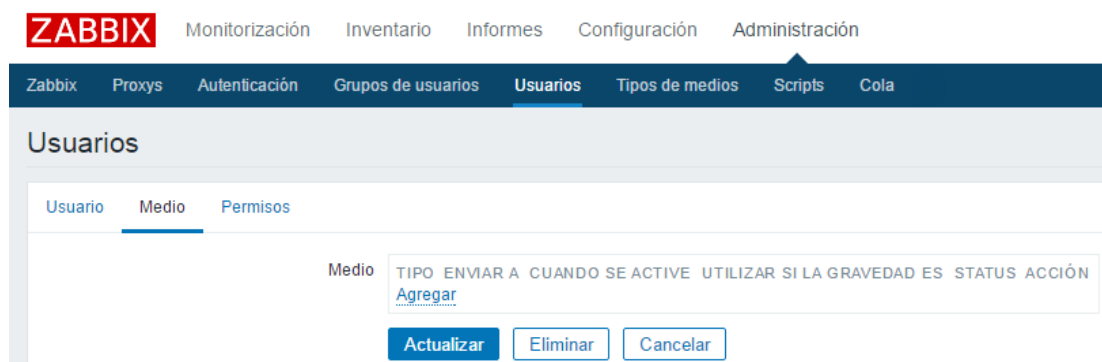 ZABBIX Monitorización Inventario Informes Configuración Administración
Zabbix Proxys Autenticación Grupos de usuarios Usuarios Tipos de medios Scripts Cola
Usuarios
Usuario Medio Permisos
Medio TIPO ENVIAR A CUANDO SE ACTIVE UTILIZAR SI LA GRAVEDAD ES STATUS ACCIÓN
Agregar
Actualizar Eliminar Cancelar